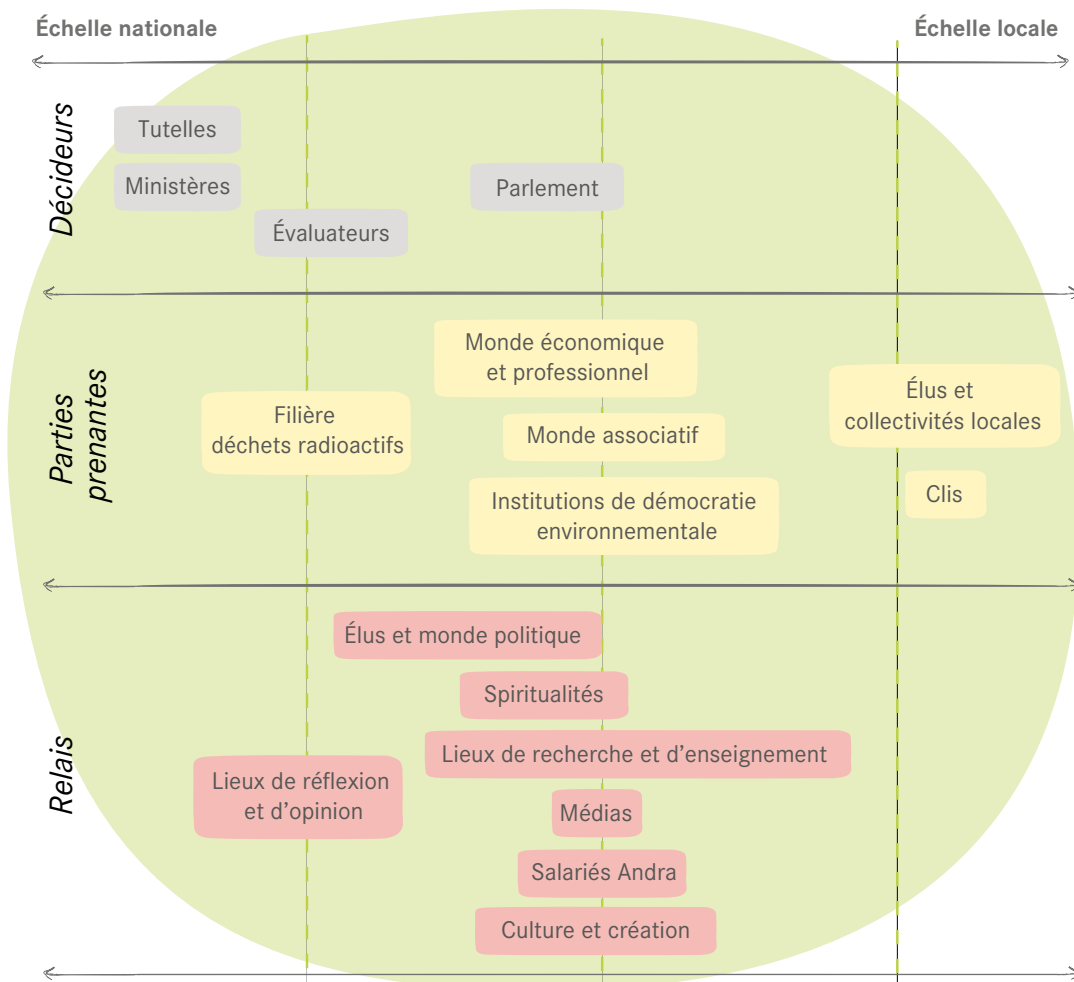 Échelle nationale
Échelle locale
Décideurs
Tutelles
Ministères
Parlement
Évaluateurs
Parties
prenantes
Monde économique
et professionnel
Élus et
collectivités locales
Filière
déchets radioactifs
Monde associatif
Clis
Institutions de démocratie
environnementale
Relais
Élus et monde politique
Spiritualités
Lieux de recherche et d'enseignement
Lieux de réflexion
et d'opinion
Médias
Salariés Andra
Culture et création